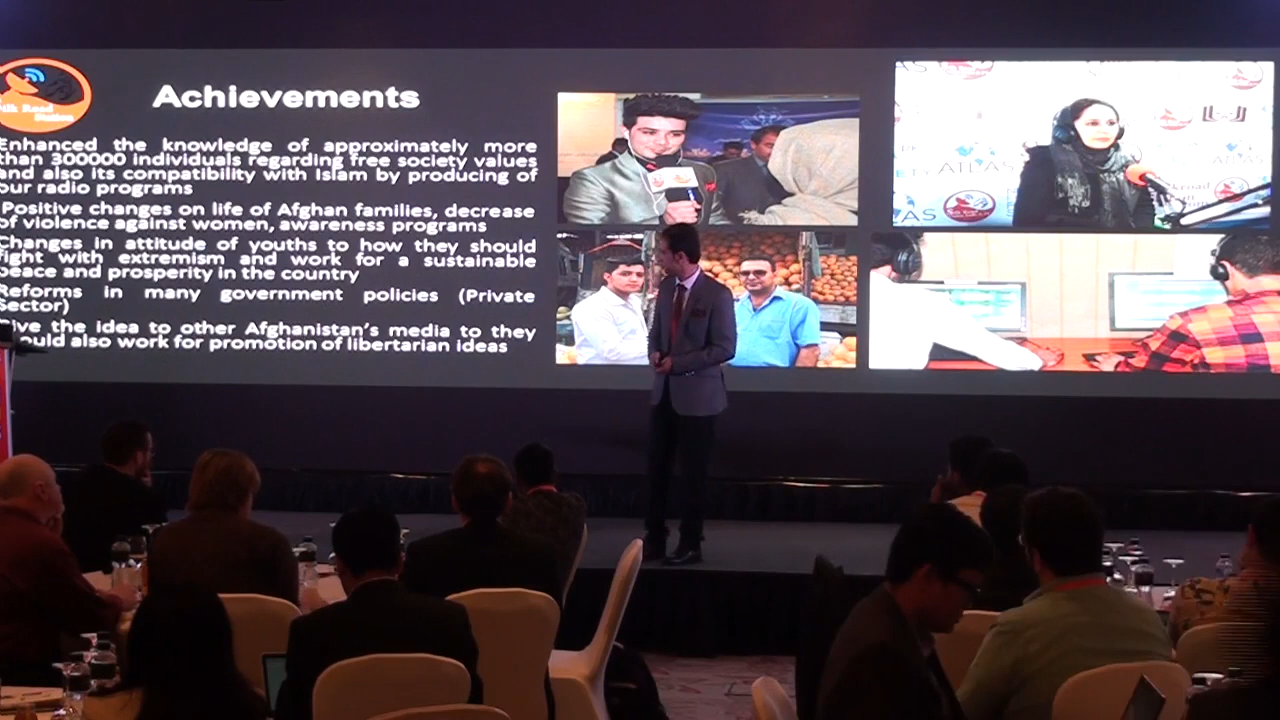 Achievements
Silk Road
Station
Enhanced the knowledge of approximately more
than 300000 individuals regarding free society values
and also its compatibility with Islam by producing of
our radio programs
Positive changes on life of Afghan families, decrease
of violence against women, awareness programs
Changes in attitude of youths to how they should
fight with extremism and work for a sustainable
peace and prosperity in the country
Reforms in many government policies (Private
Sector)
the idea to other Afghanistan's media to they
also work for promotion of libertarian ideas
ATLAS